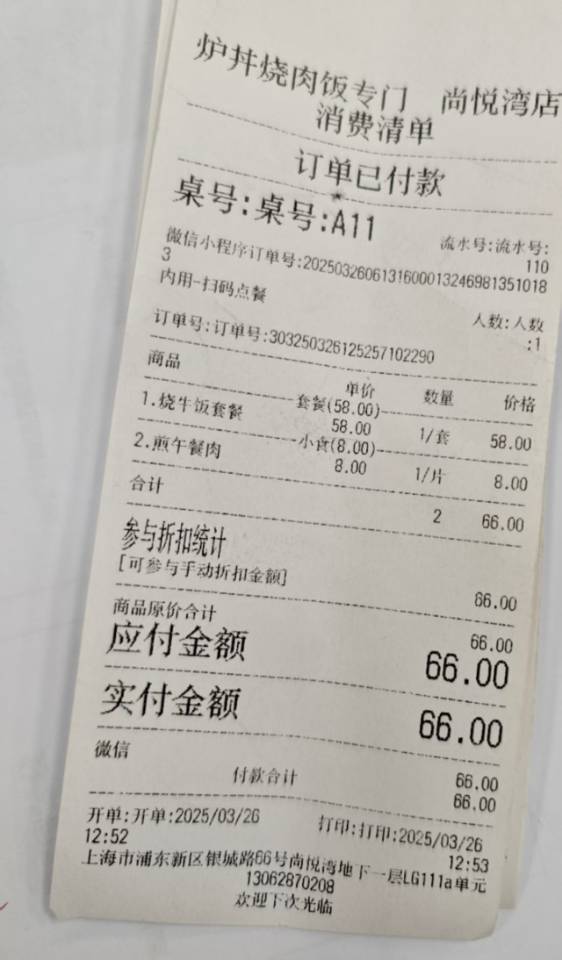 炉丼烧肉饭专门 尚悦湾店
消费清单
订单已付款
桌号:桌号:A11
流水号:流水号:
110
微信小程序订单号:2025032606131600013246981351018
3
内用-扫码点餐
人数:人数
:1
订单号:订单号:303250326125257102290
商品 单价 数量 价格
套餐(58.00)
1.烧牛饭套餐 58.00 1/套 58.00
小食(8.00)
2.煎午餐肉 8.00 1/片 8.00
合计 2 66.00
参与折扣统计
[可参与手动折扣金额] 66.00
商品原价合计 66.00
应付金额 66.00
实付金额 66.00
微信 66.00
付款合计 66.00
开单:开单:2025/03/26 打印:打印:2025/03/26
12:52 12:53
上海市浦东新区银城路66号尚悦湾地下一层LG111a单元
13062870208
欢迎下次光临